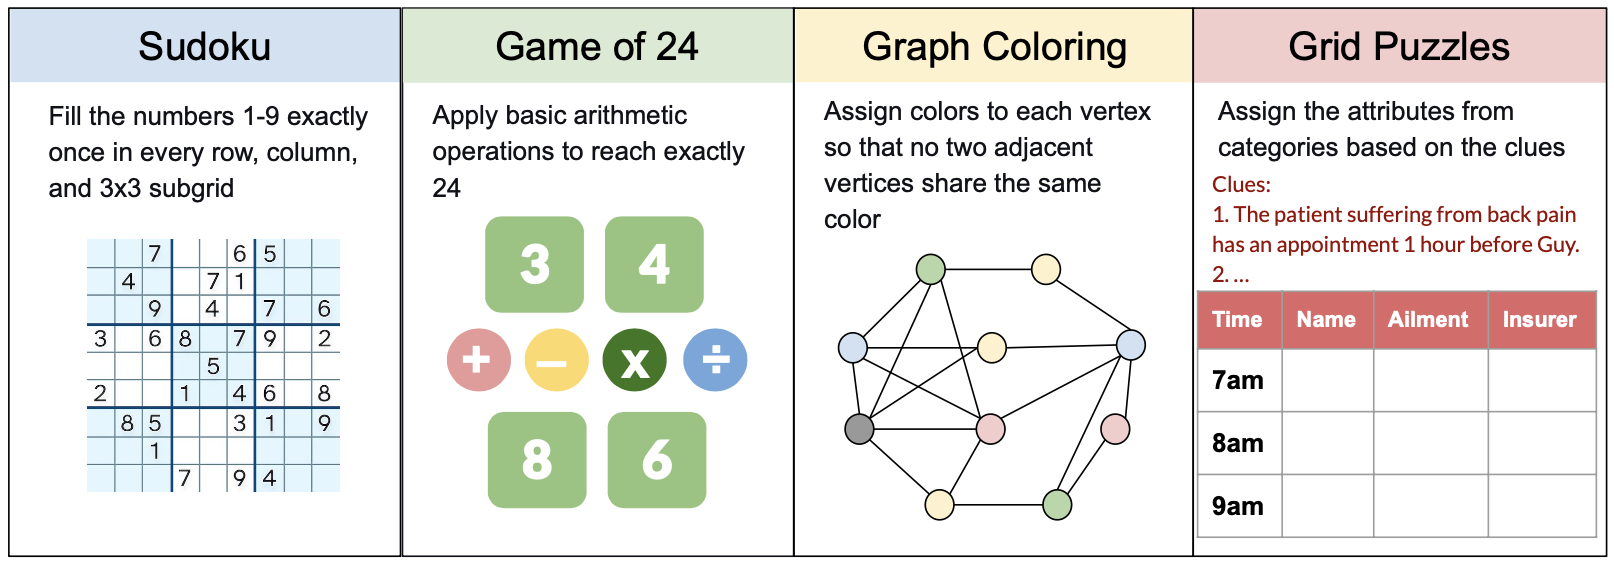 Sudoku
Fill the numbers 1-9 exactly
once in every row, column,
and 3x3 subgrid
7 6 5
4 7 1
9 4 7 6
3 6 8 7 9 2
5
2 1 4 6 8
8 5 3 1 9
1
7 9 4
Game of 24
Apply basic arithmetic
operations to reach exactly
24
3 4
+ – x ÷
8 6
Graph Coloring
Assign colors to each vertex
so that no two adjacent
vertices share the same
color
Grid Puzzles
Assign the attributes from
categories based on the clues
Clues:
1. The patient suffering from back pain
has an appointment 1 hour before Guy.
2. ...
Time Name Ailment Insurer
7am
8am
9am